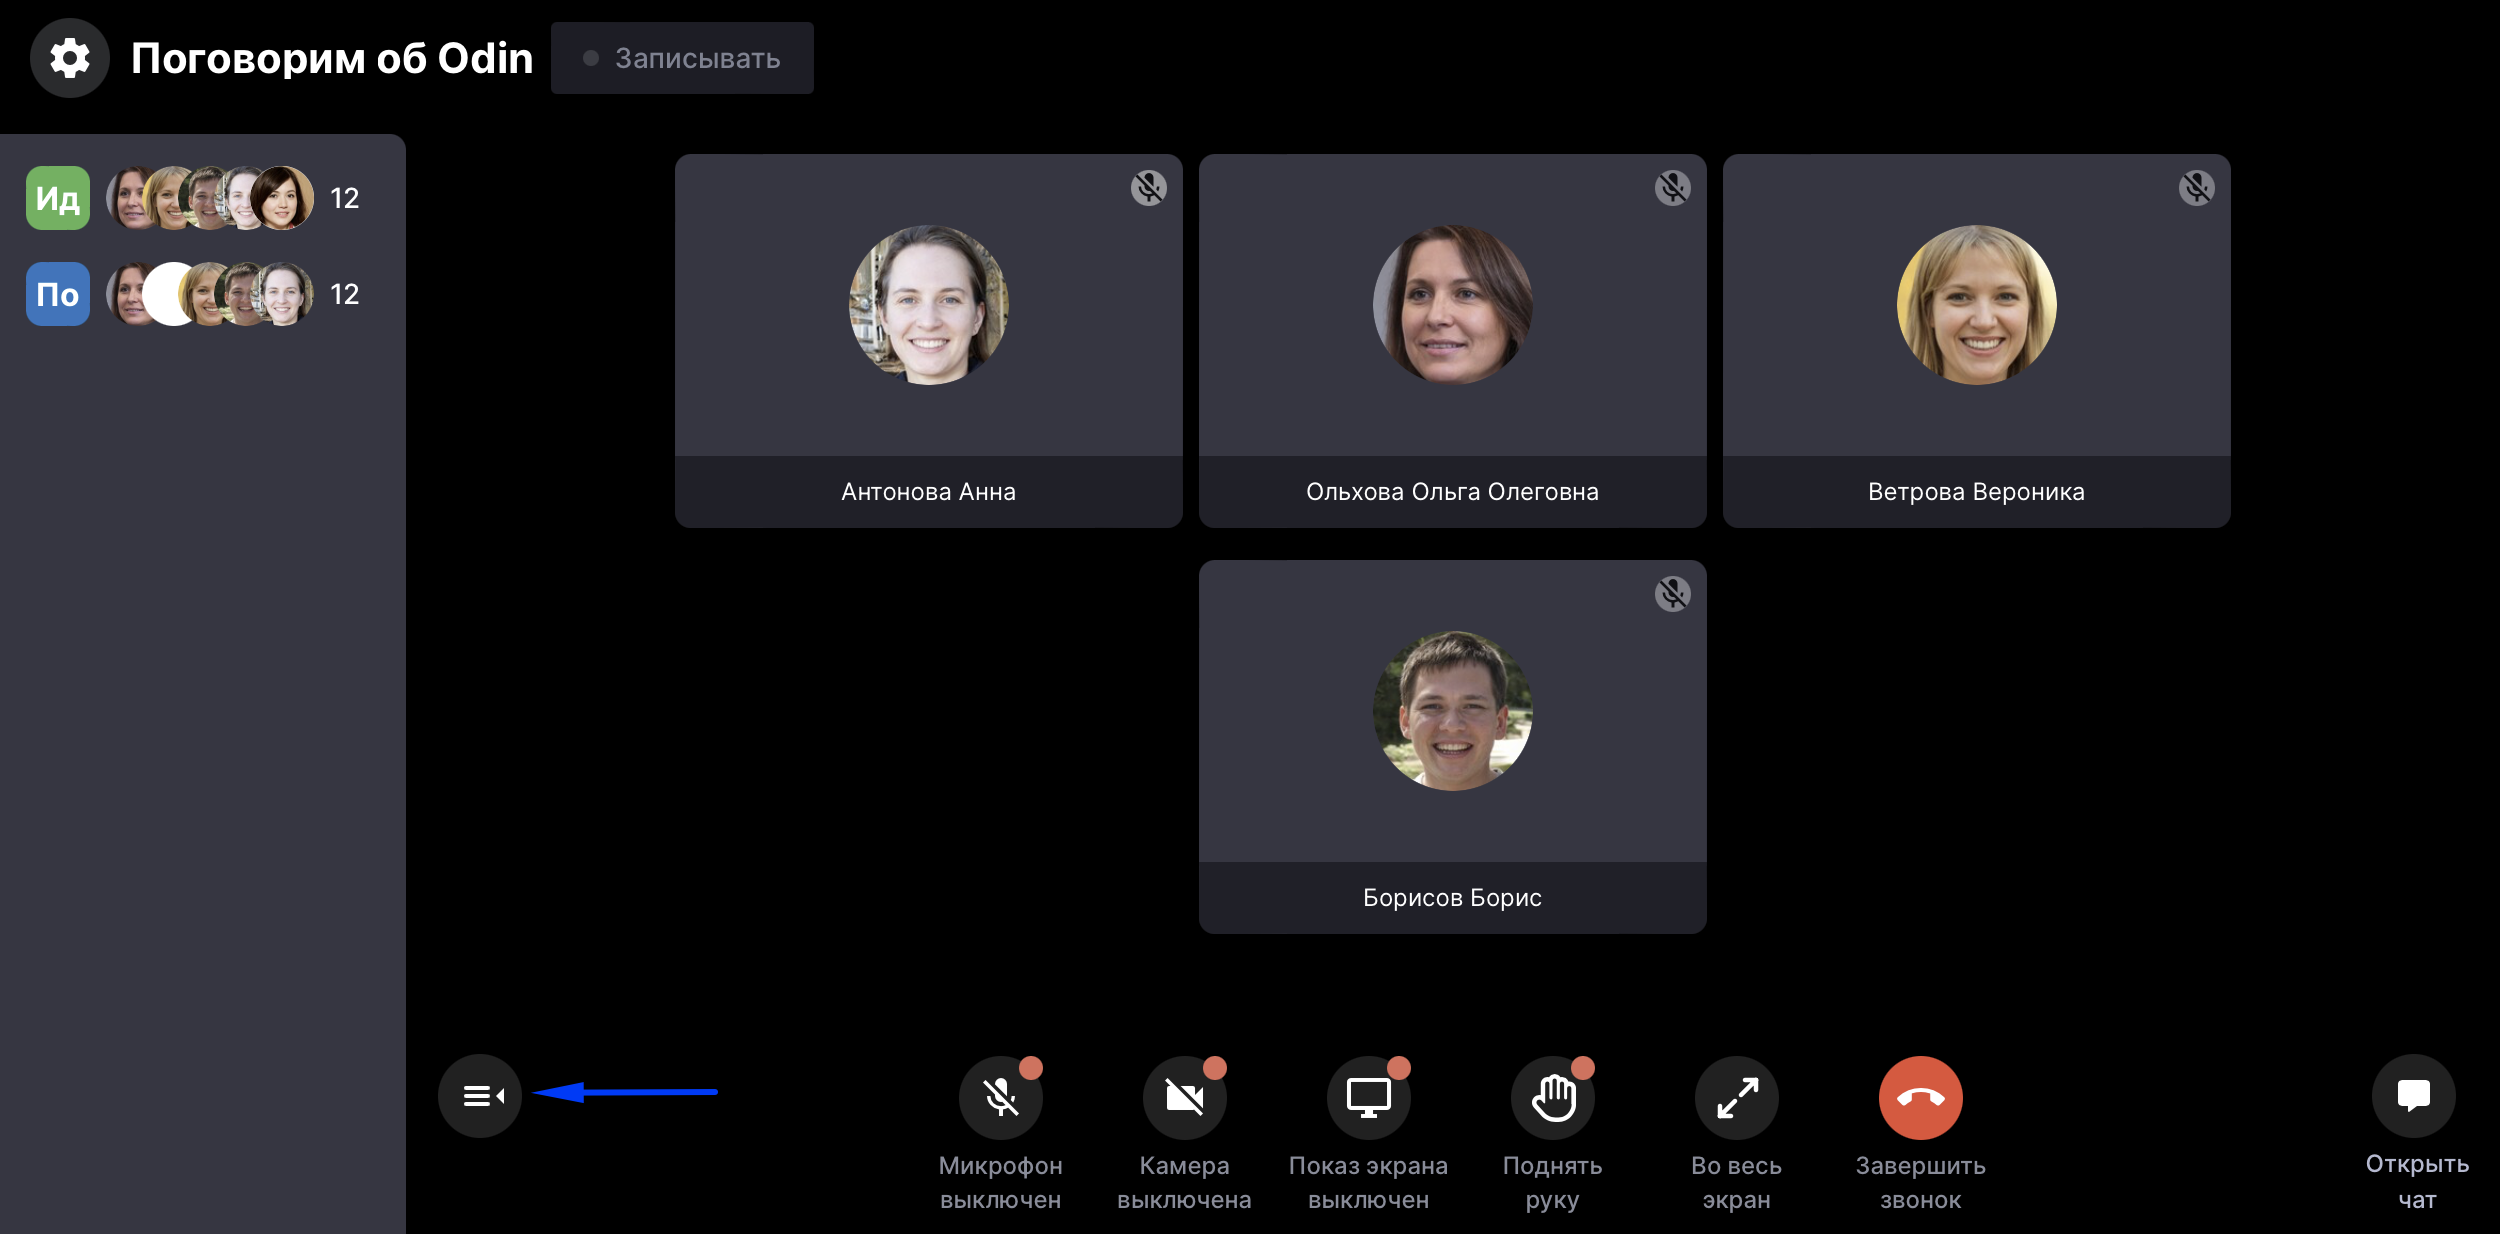 Поговорим об Odin
Записывать
Ид 12
По 12
Антонова Анна
Ольхова Ольга Олеговна
Ветрова Вероника
Борисов Борис
Микрофон
выключен
Камера
выключена
Показ экрана
выключен
Поднять
руку
Во весь
экран
Завершить
звонок
Открыть
чат